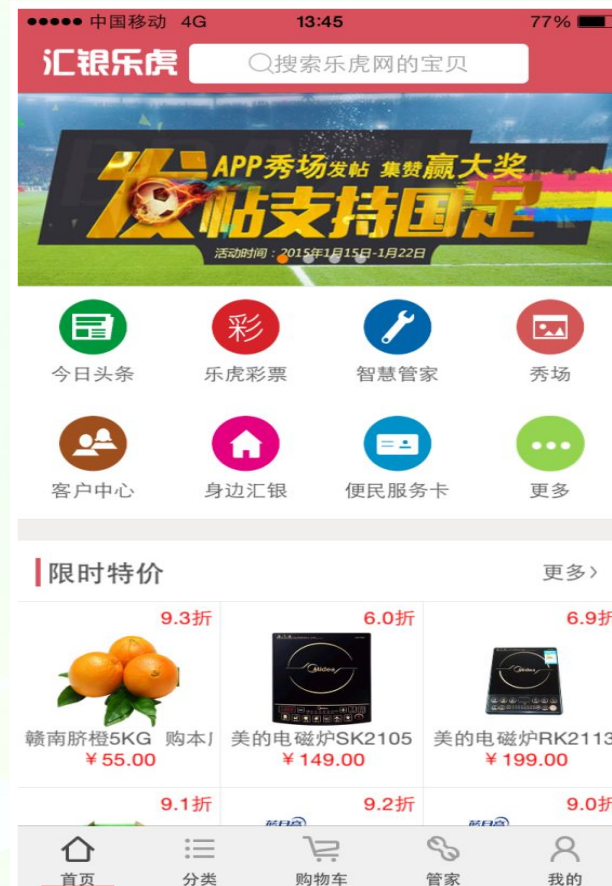 中国移动 4G 13:45 77%
汇银乐虎 搜索乐虎网的宝贝
APP秀场发帖 集赞赢大奖
发帖支持国足
活动时间：2015年1月15日-1月22日
今日头条 乐虎彩票 智慧管家 秀场
彩
客户中心 身边汇银 便民服务卡 更多
限时特价 更多>
9.3折 6.0折 6.9折
Midea Midea
赣南脐橙5KG 购本 美的电磁炉SK2105 美的电磁炉RK2113
￥55.00 ￥149.00 ￥199.00
9.1折 9.2折 9.0折
首页 分类 购物车 管家 我的